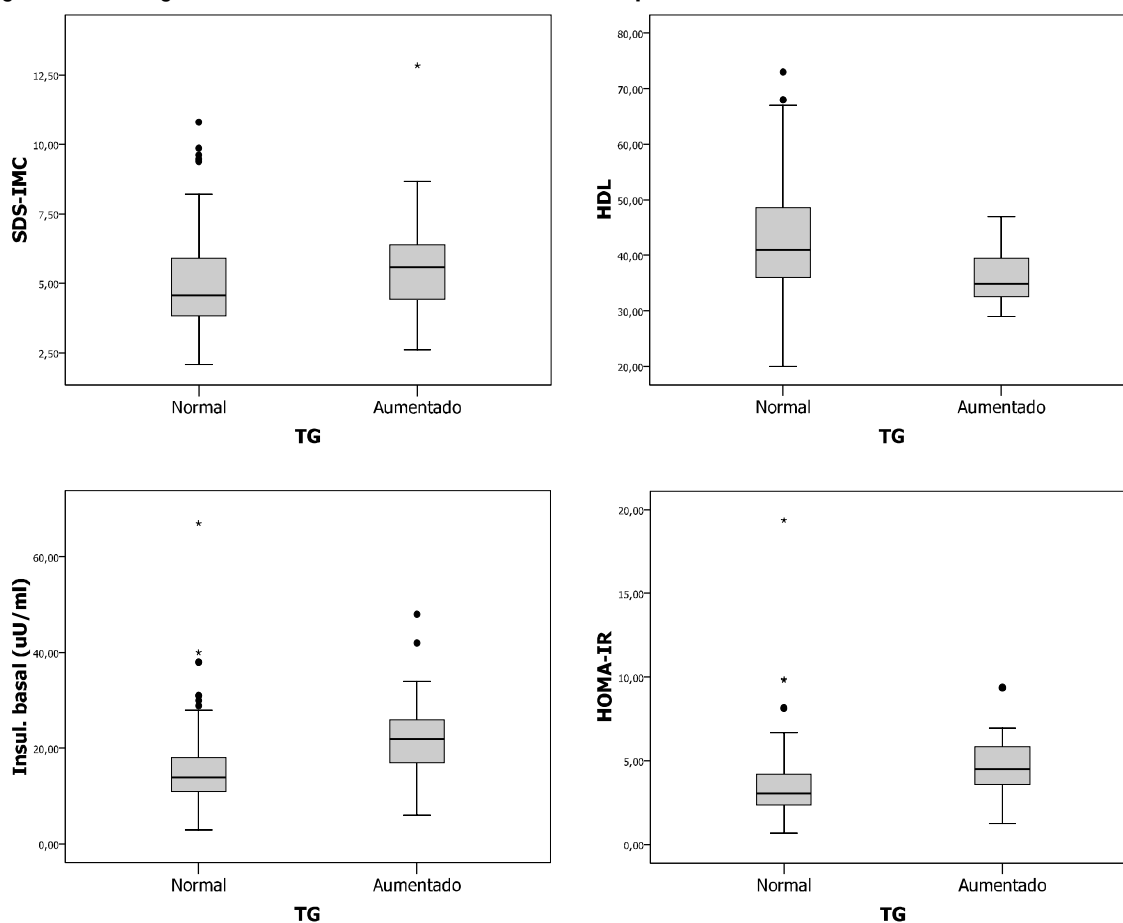 SDS-IMC
12,50
10,00
7,50
5,00
2,50
Normal Aumentado
TG
HDL
80,00
70,00
60,00
50,00
40,00
30,00
20,00
Normal Aumentado
TG
Insul. basal (uU/ml)
60,00
40,00
20,00
0,00
Normal Aumentado
TG
HOMA-IR
20,00
15,00
10,00
5,00
0,00
Normal Aumentado
TG